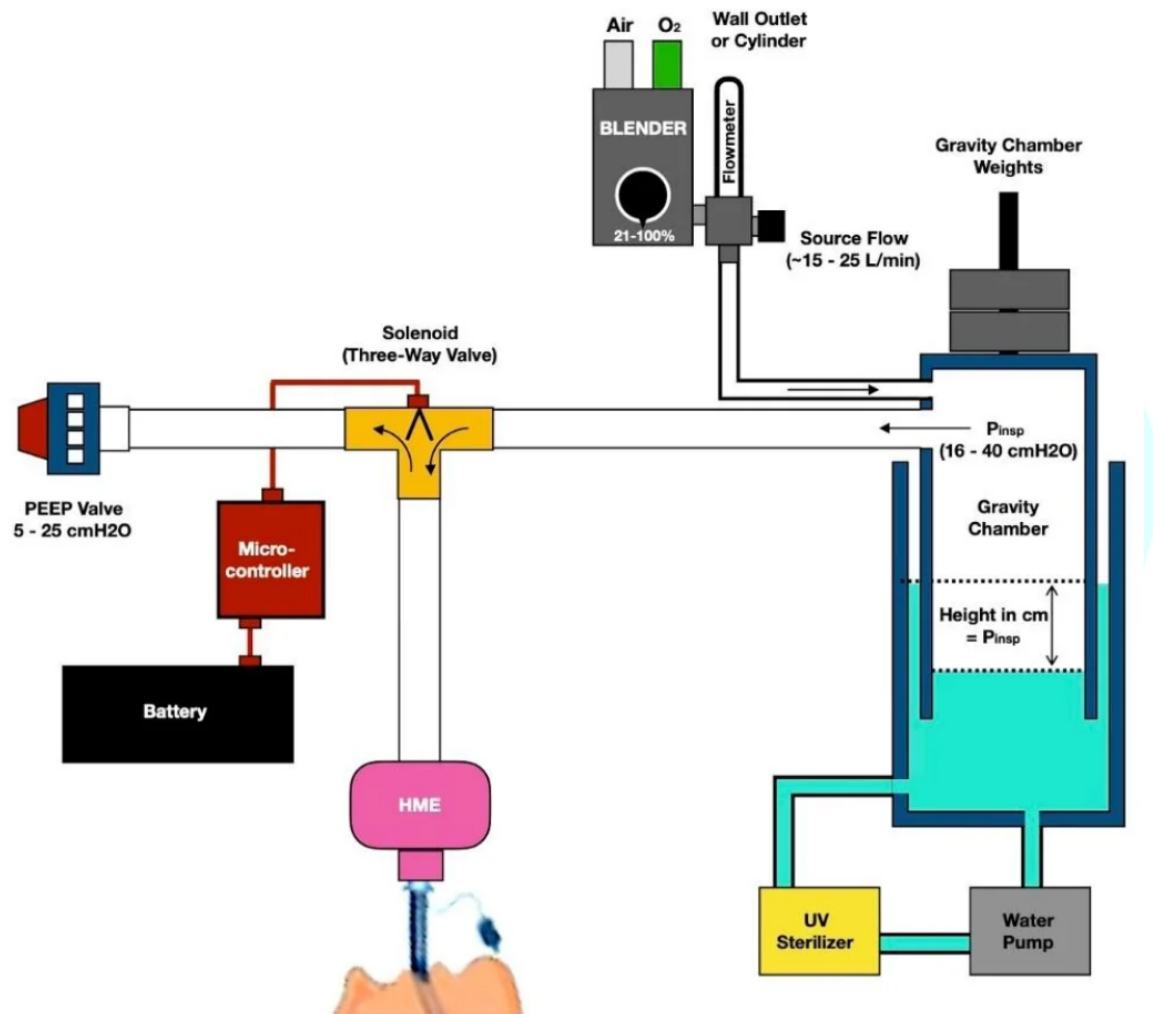 Air O₂
Wall Outlet
or Cylinder
BLENDER
21-100%
Flowmeter
Source Flow
(~15 - 25 L/min)
Gravity Chamber
Weights
Solenoid
(Three-Way Valve)
Pinsp
(16 - 40 cmH2O)
Gravity
Chamber
Height in cm
= Pinsp
PEEP Valve
5 - 25 cmH2O
Micro-
controller
Battery
HME
UV
Sterilizer
Water
Pump